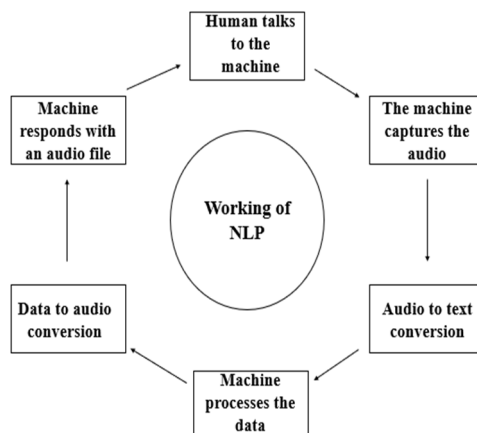 Human talks
to the
machine
The machine
captures the
audio
Audio to text
conversion
Machine
processes the
data
Data to audio
conversion
Machine
responds with
an audio file
Working of
NLP